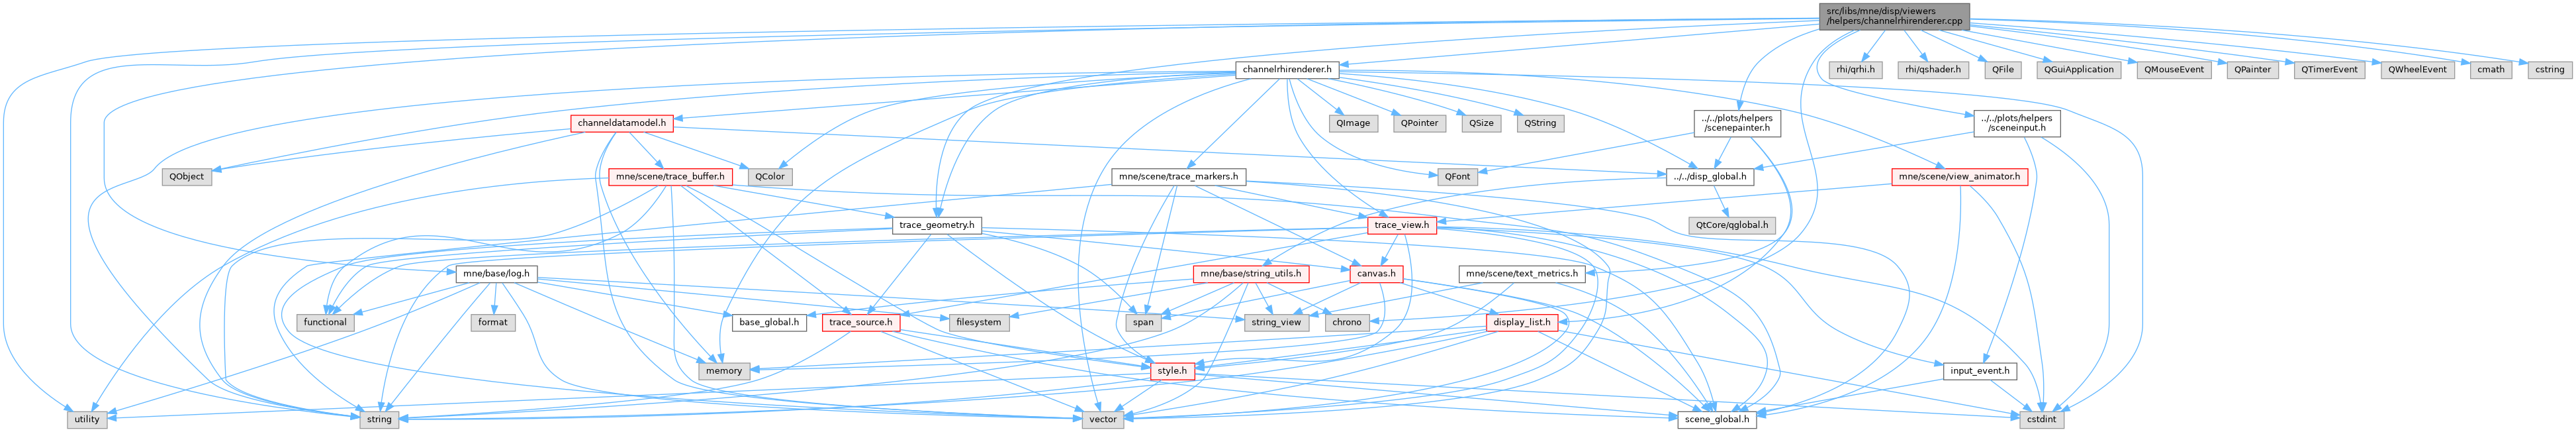 src/libs/mne/disp/viewers
/helpers/channelrhirenderer.cpp
channelrhirenderer.h
rhi/qrhi.h
rhi/qshader.h
QFile
QGuiApplication
QMouseEvent
QPainter
QTimerEvent
QWheelEvent
cmath
cstring
channeldatamodel.h
QImage
QPointer
QSize
QString
../../plots/helpers
/scenepainter.h
../../plots/helpers
/sceneinput.h
QObject
mne/scene/trace_buffer.h
QColor
mne/scene/trace_markers.h
QFont
../../disp_global.h
mne/scene/view_animator.h
trace_geometry.h
trace_view.h
QtCore/qglobal.h
mne/base/log.h
mne/base/string_utils.h
canvas.h
mne/scene/text_metrics.h
functional
format
base_global.h
trace_source.h
filesystem
span
string_view
chrono
display_list.h
memory
style.h
input_event.h
utility
string
vector
scene_global.h
cstdint